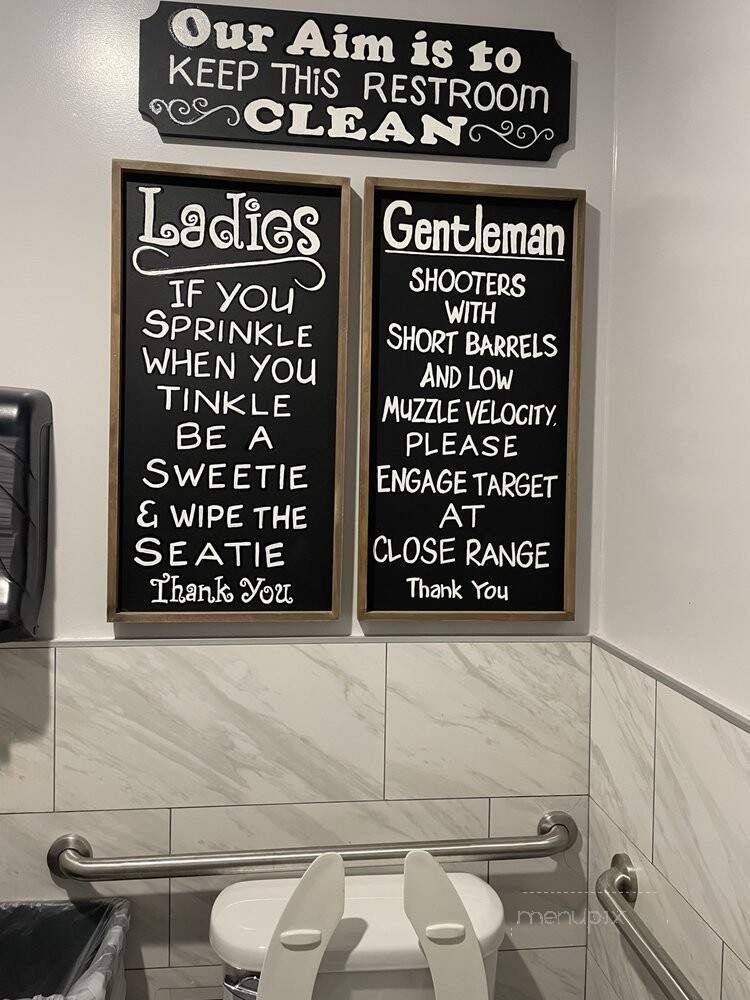 Our Aim is to
KEEP THiS RESTROOM
CLEAN
Ladies
IF YOU
SPRINKLE
WHEN YOU
TINKLE
BE A
SWEETIE
& WIPE THE
SEATIE
Thank You
Gentleman
SHOOTERS
WITH
SHORT BARRELS
AND LOW
MUZZLE VELOCITY,
PLEASE
ENGAGE TARGET
AT
CLOSE RANGE
Thank You
menupix